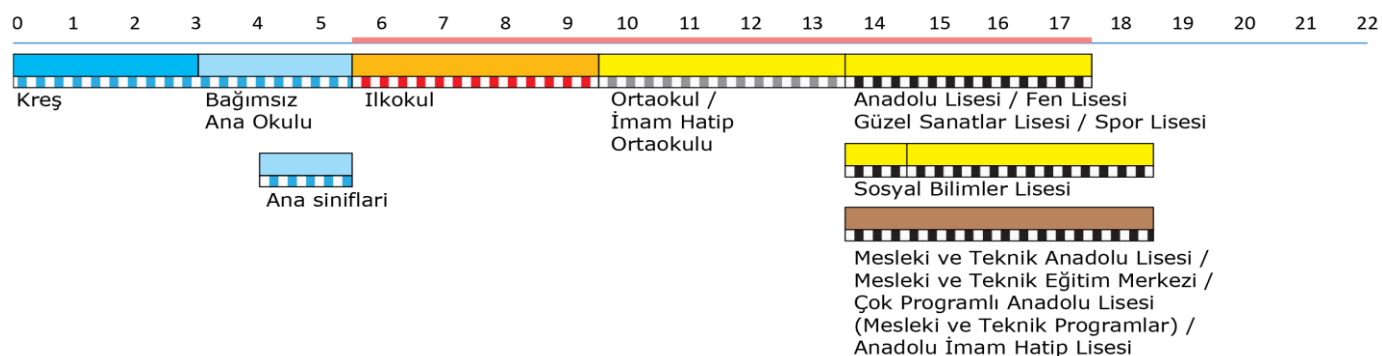 0 1 2 3 4 5 6 7 8 9 10 11 12 13 14 15 16 17 18 19 20 21 22
Kreş
Bağımsız
Ana Okulu
İlkokul
Ortaokul /
İmam Hatip
Ortaokulu
Anadolu Lisesi / Fen Lisesi
Güzel Sanatlar Lisesi / Spor Lisesi
Ana siniflari
Sosyal Bilimler Lisesi
Mesleki ve Teknik Anadolu Lisesi /
Mesleki ve Teknik Eğitim Merkezi /
Çok Programlı Anadolu Lisesi
(Mesleki ve Teknik Programlar) /
Anadolu İmam Hatip Lisesi